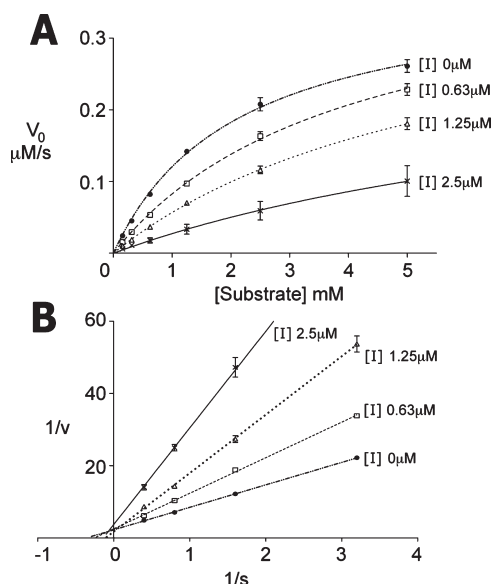 A
0.3
[I] 0μM
[I] 0.63μM
0.2
V0
μM/s
[I] 1.25μM
0.1
[I] 2.5μM
0 1 2 3 4 5
[Substrate] mM
B
60
[I] 2.5μM
[I] 1.25μM
40
1/v
[I] 0.63μM
20
[I] 0μM
-1 0 1 2 3 4
1/s